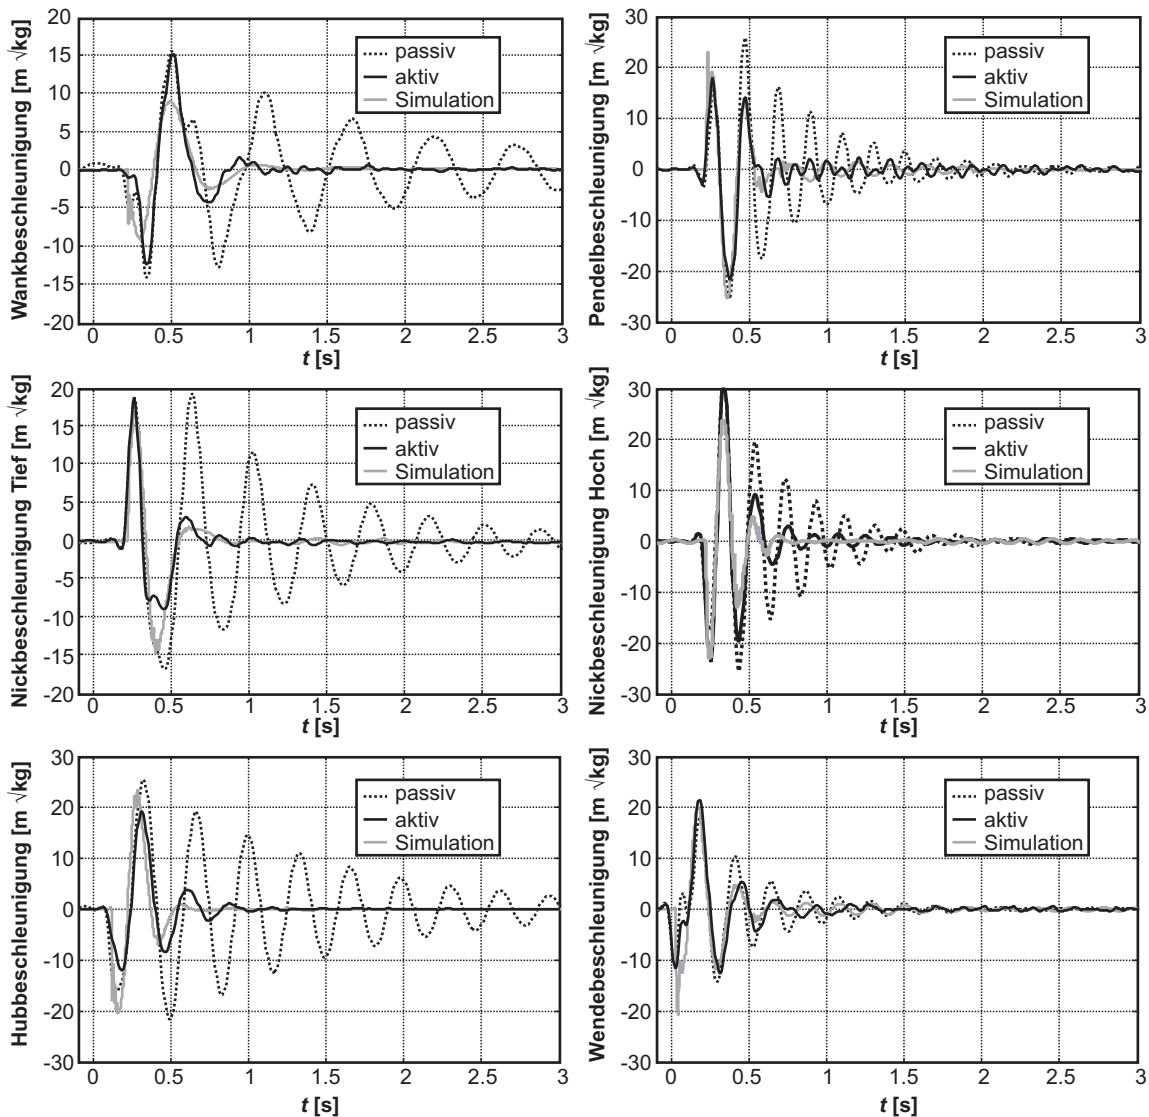 Wankbeschleunigung [m √kg]
20
15
10
5
0
-5
-10
-15
-20
passiv
aktiv
Simulation
0 0.5 1 1.5 2 2.5 3
t [s]
Pendelbeschleunigung [m √kg]
30
20
10
0
-10
-20
-30
passiv
aktiv
Simulation
0 0.5 1 1.5 2 2.5 3
t [s]
Nickbeschleunigung Tief [m √kg]
20
15
10
5
0
-5
-10
-15
-20
passiv
aktiv
Simulation
0 0.5 1 1.5 2 2.5 3
t [s]
Nickbeschleunigung Hoch [m √kg]
30
20
10
0
-10
-20
-30
passiv
aktiv
Simulation
0 0.5 1 1.5 2 2.5 3
t [s]
Hubbeschleunigung [m √kg]
30
20
10
0
-10
-20
-30
passiv
aktiv
Simulation
0 0.5 1 1.5 2 2.5 3
t [s]
Wendebeschleunigung [m √kg]
30
20
10
0
-10
-20
-30
passiv
aktiv
Simulation
0 0.5 1 1.5 2 2.5 3
t [s]